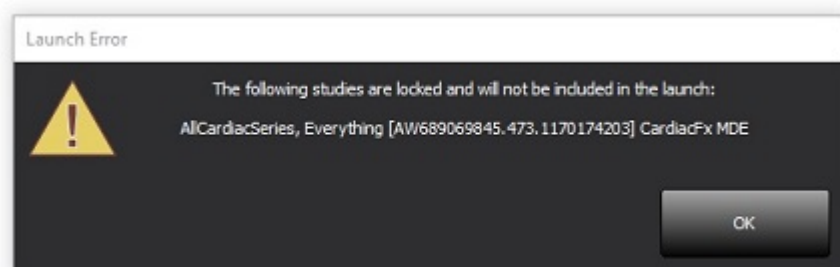 Launch Error
The following studies are locked and will not be included in the launch:
AllCardiacSeries, Everything [AW689069845.473.1170174203] CardiacFx MDE
OK